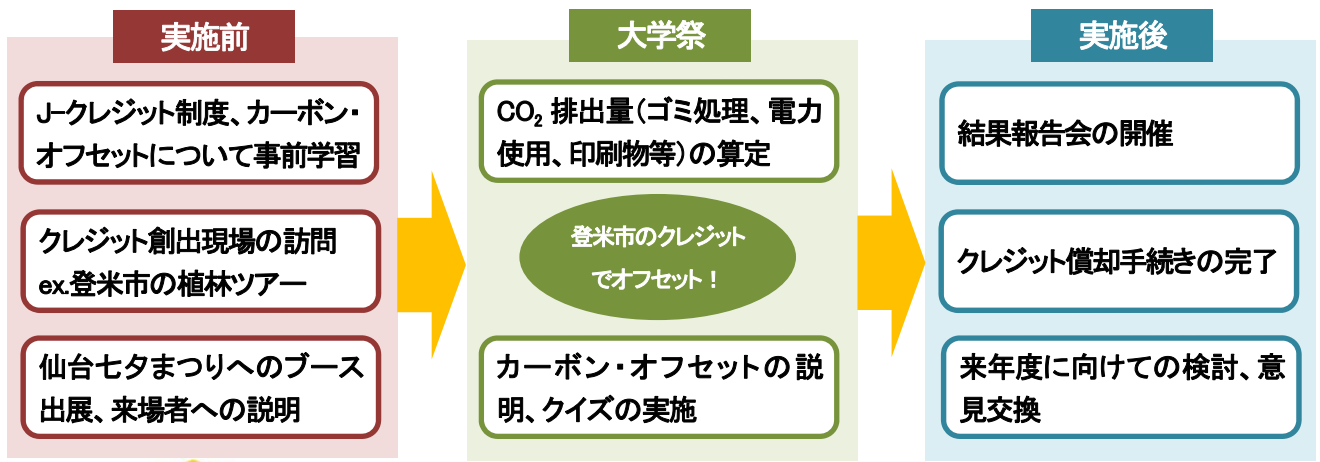 実施前
J-クレジット制度、カーボン・
オフセットについて事前学習
クレジット創出現場の訪問
ex.登米市の植林ツアー
仙台七夕まつりへのブース
出展、来場者への説明
大学祭
CO₂ 排出量（ゴミ処理、電力
使用、印刷物等）の算定
登米市のクレジット
でオフセット！
カーボン・オフセットの説
明、クイズの実施
実施後
結果報告会の開催
クレジット償却手続きの完了
来年度に向けての検討、意
見交換